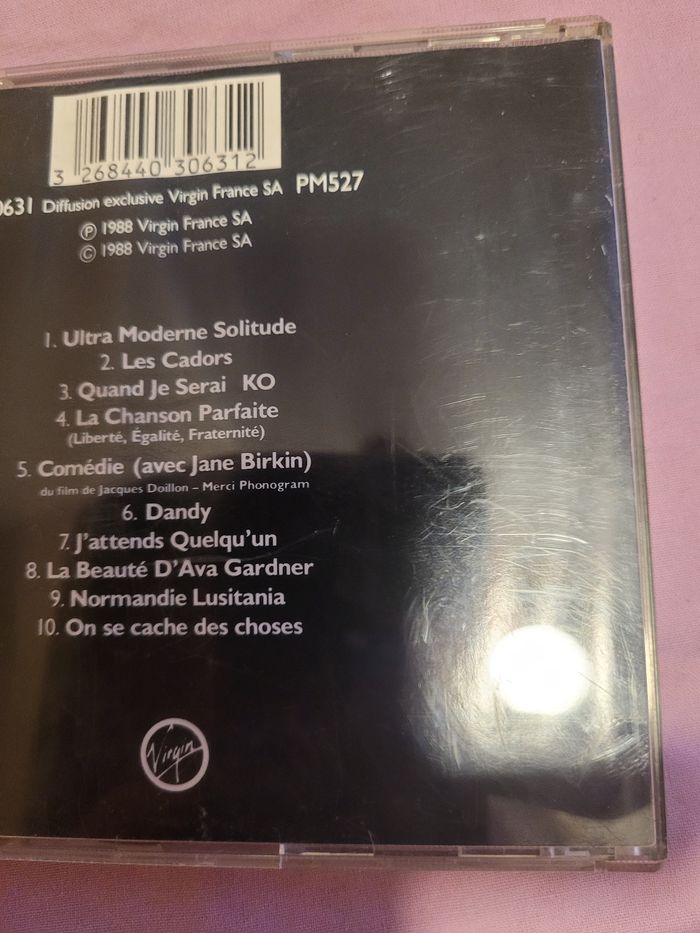 3 268440 306312
0631 Diffusion exclusive Virgin France SA PM527
Ⓟ 1988 Virgin France SA
© 1988 Virgin France SA
1. Ultra Moderne Solitude
2. Les Cadors
3. Quand Je Serai KO
4. La Chanson Parfaite
(Liberté, Égalité, Fraternité)
5. Comédie (avec Jane Birkin)
du film de Jacques Doillon – Merci Phonogram
6. Dandy
7. J'attends Quelqu'un
8. La Beauté D'Ava Gardner
9. Normandie Lusitania
10. On se cache des choses
Virgin